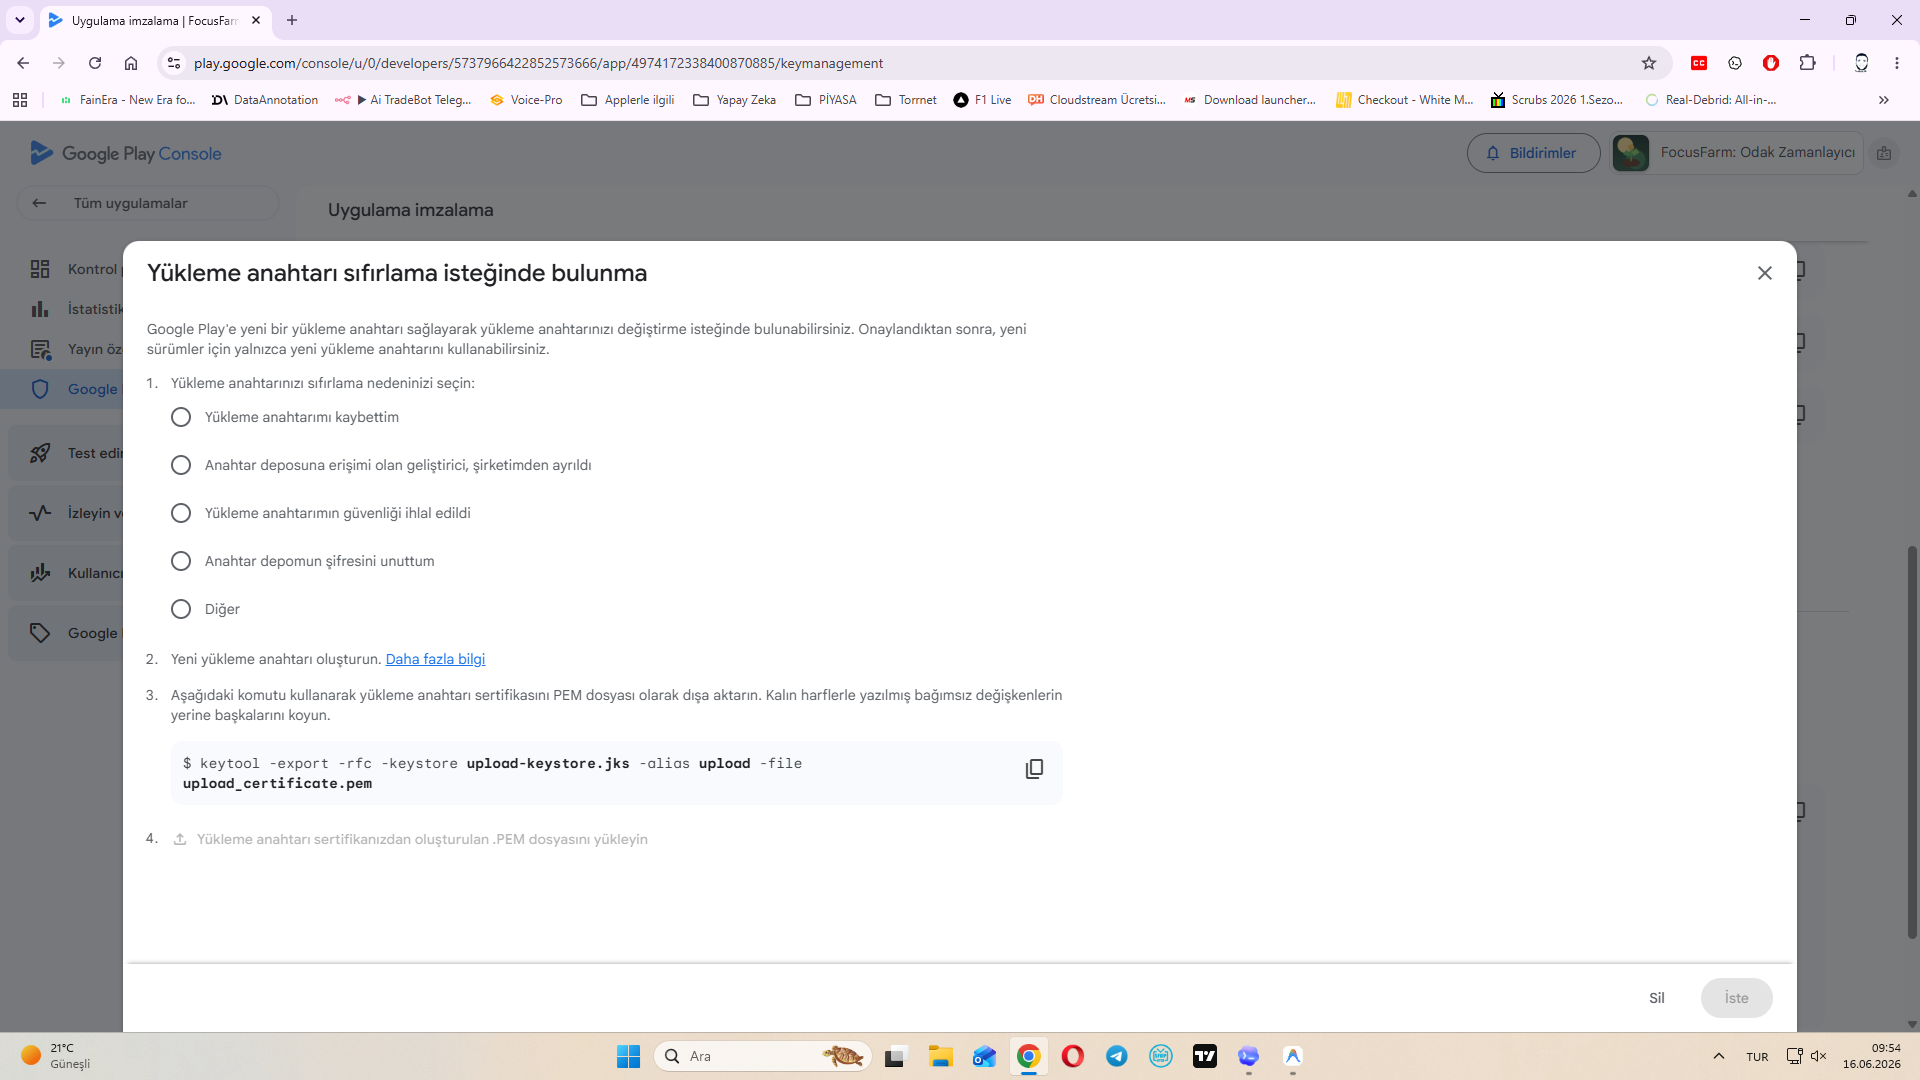 Uygulama imzalama | FocusFarm
play.google.com/console/u/0/developers/5737966422852573666/app/4974172338400870885/keymanagement
FainEra - New Era fo...
DataAnnotation
Ai TradeBot Teleg...
Voice-Pro
Applerle ilgili
Yapay Zeka
PİYASA
Torrnet
F1 Live
Cloudstream Ücretsi...
Download launcher...
Checkout - White M...
Scrubs 2026 1.Sezo...
Real-Debrid: All-in-...
Google Play Console
Bildirimler
FocusFarm: Odak Zamanlayıcı
Tüm uygulamalar
Uygulama imzalama
Kontrol
İstatistik
Yayın öz
Google
Test edin
İzleyin ve
Kullanıcı
Google
Yükleme anahtarı sıfırlama isteğinde bulunma
Google Play'e yeni bir yükleme anahtarı sağlayarak yükleme anahtarınızı değiştirme isteğinde bulunabilirsiniz. Onaylandıktan sonra, yeni
sürümler için yalnızca yeni yükleme anahtarını kullanabilirsiniz.
1. Yükleme anahtarınızı sıfırlama nedeninizi seçin:
Yükleme anahtarımı kaybettim
Anahtar deposuna erişimi olan geliştirici, şirketimden ayrıldı
Yükleme anahtarımın güvenliği ihlal edildi
Anahtar depomun şifresini unuttum
Diğer
2. Yeni yükleme anahtarı oluşturun. Daha fazla bilgi
3. Aşağıdaki komutu kullanarak yükleme anahtarı sertifikasını PEM dosyası olarak dışa aktarın. Kalın harflerle yazılmış bağımsız değişkenlerin
yerine başkalarını koyun.
$ keytool -export -rfc -keystore upload-keystore.jks -alias upload -file
upload_certificate.pem
4. Yükleme anahtarı sertifikanızdan oluşturulan .PEM dosyasını yükleyin
Sil
İste
21°C
Güneşli
Ara
TUR
09:54
16.06.2026